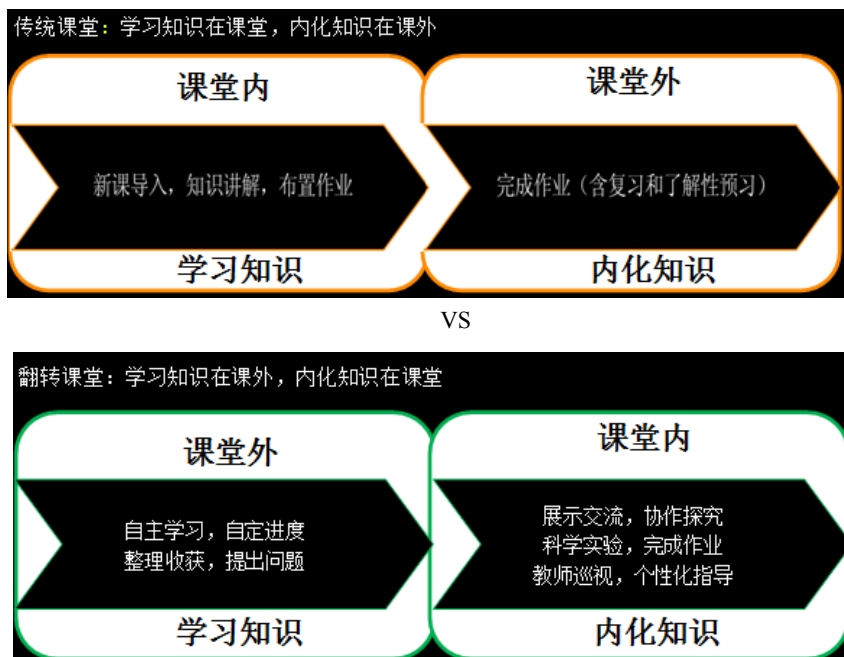 传统课堂：学习知识在课堂，内化知识在课外
课堂内
新课导入，知识讲解，布置作业
学习知识
课堂外
完成作业（含复习和了解性预习）
内化知识
VS
翻转课堂：学习知识在课外，内化知识在课堂
课堂外
自主学习，自定进度
整理收获，提出问题
学习知识
课堂内
展示交流，协作探究
科学实验，完成作业
教师巡视，个性化指导
内化知识